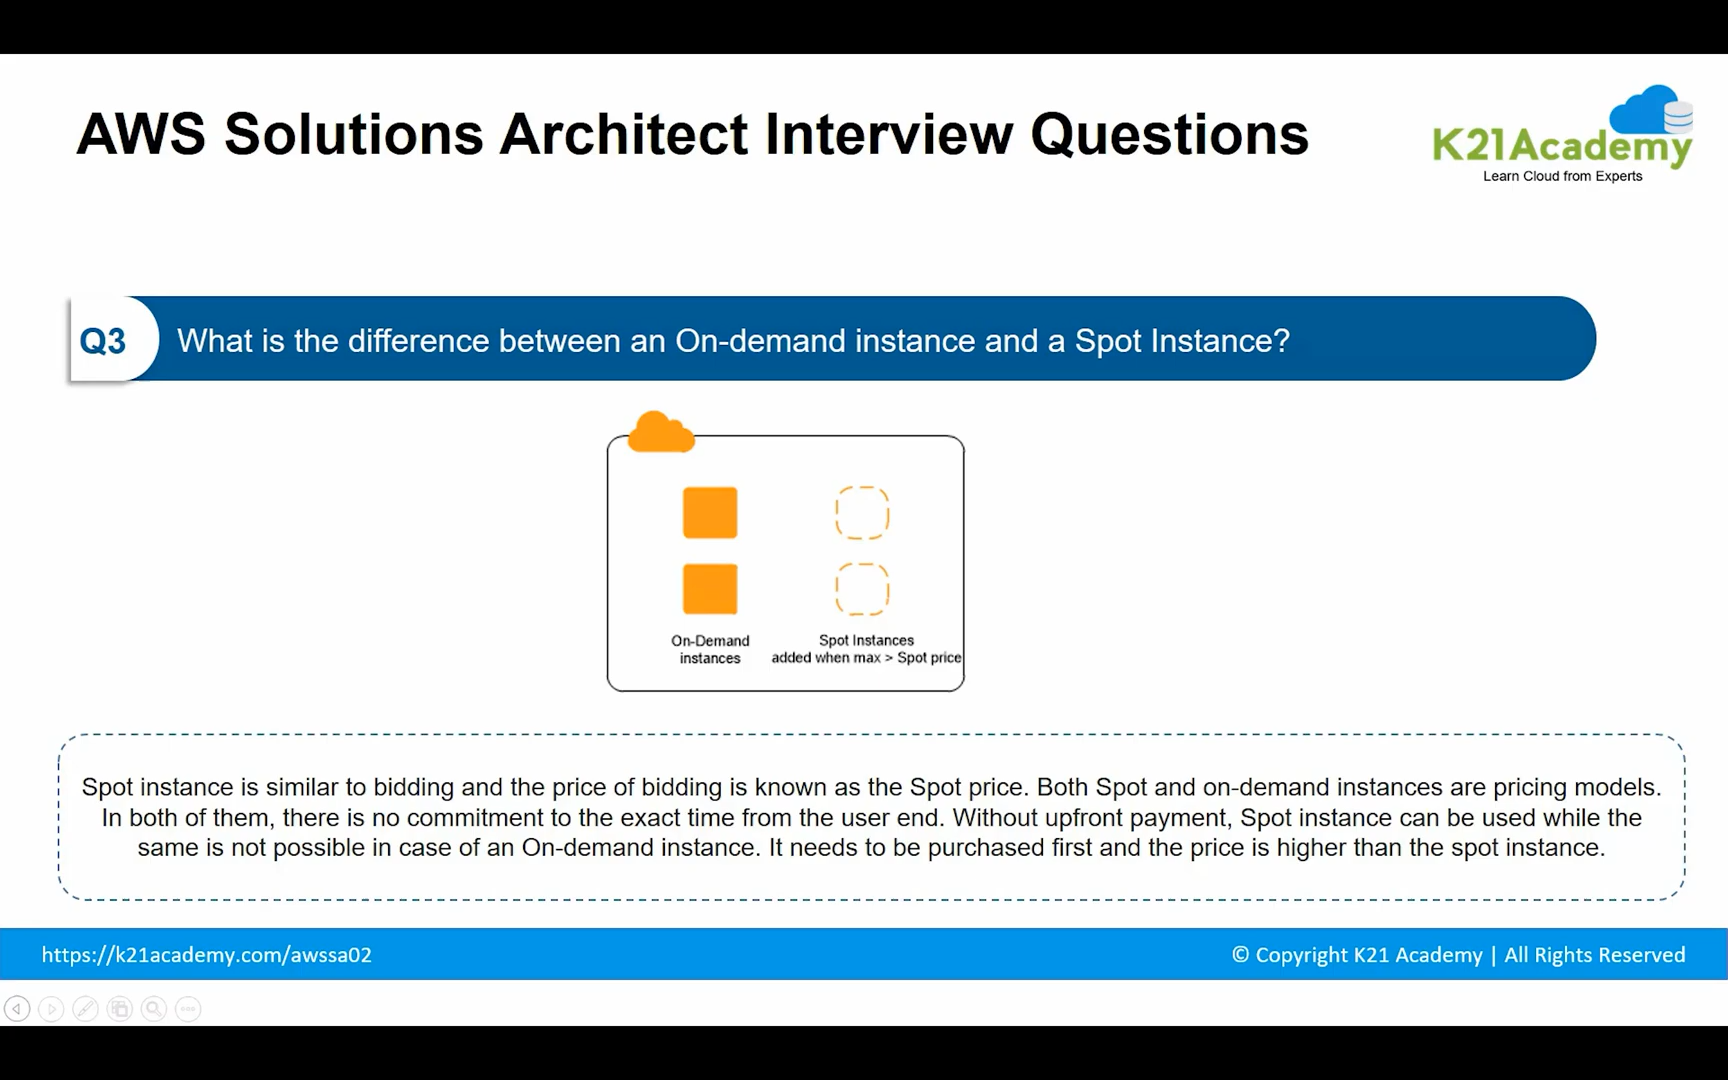 AWS Solutions Architect Interview Questions
K21Academy
Learn Cloud from Experts
Q3
What is the difference between an On-demand instance and a Spot Instance?
On-Demand
instances
Spot Instances
added when max > Spot price
Spot instance is similar to bidding and the price of bidding is known as the Spot price. Both Spot and on-demand instances are pricing models.
In both of them, there is no commitment to the exact time from the user end. Without upfront payment, Spot instance can be used while the
same is not possible in case of an On-demand instance. It needs to be purchased first and the price is higher than the spot instance.
https://k21academy.com/awssa02
© Copyright K21 Academy | All Rights Reserved